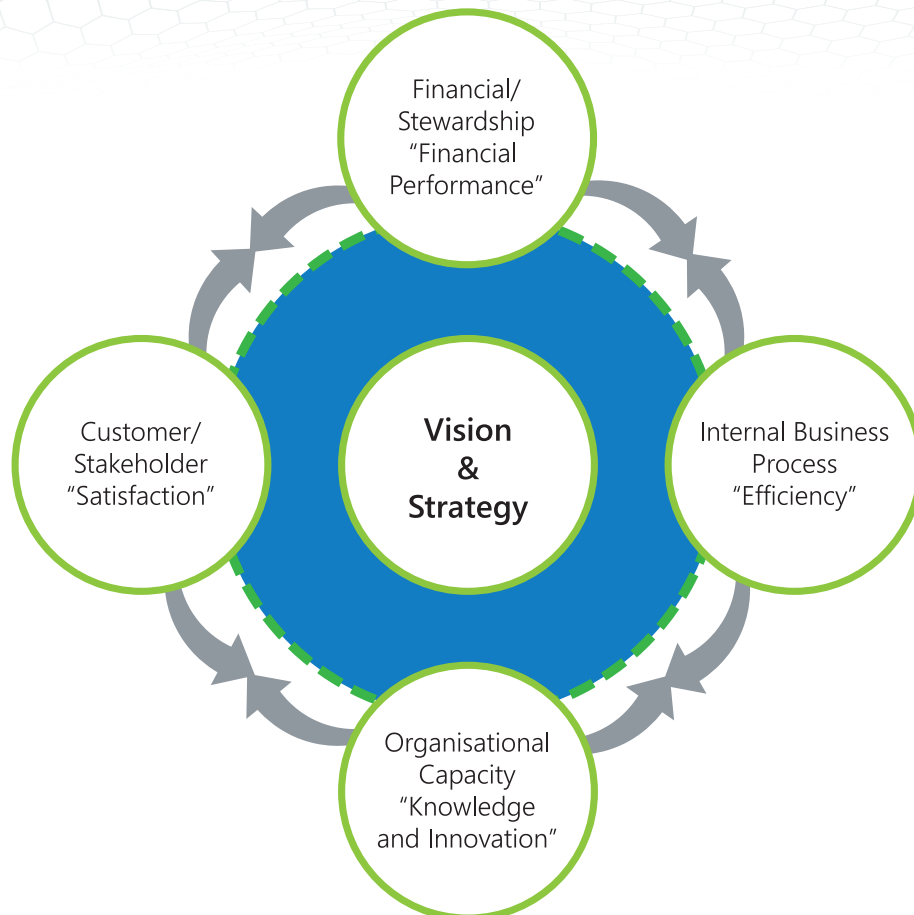 Financial/
Stewardship
“Financial
Performance”
Customer/
Stakeholder
“Satisfaction”
Vision
&
Strategy
Internal Business
Process
“Efficiency”
Organisational
Capacity
“Knowledge
and Innovation”